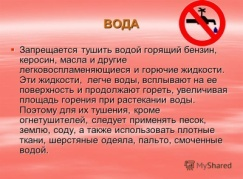 ВОДА
Запрещается тушить водой горящий бензин,
керосин, масла и другие
легковоспламеняющиеся и горючие жидкости.
Эти жидкости, легче воды, всплывают на ее
поверхность и продолжают гореть, увеличивая
площадь горения при растекании воды.
Поэтому для их тушения, кроме
огнетушителей, следует применять песок,
землю, соду, а также использовать плотные
ткани, шерстяные одеяла, пальто, смоченные
водой.
MyShared